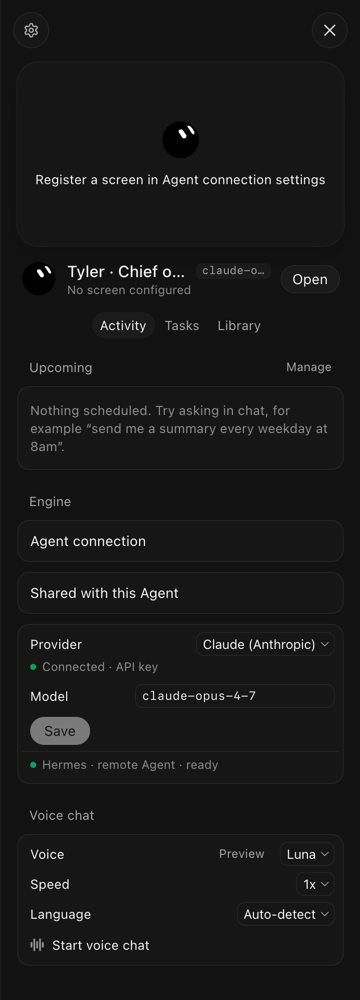 Register a screen in Agent connection settings
Tyler · Chief o... claude-o...
No screen configured
Open
Activity Tasks Library
Upcoming Manage
Nothing scheduled. Try asking in chat, for
example “send me a summary every weekday at
8am”.
Engine
Agent connection
Shared with this Agent
Provider Claude (Anthropic)
Connected · API key
Model claude-opus-4-7
Save
Hermes · remote Agent · ready
Voice chat
Voice Preview Luna
Speed 1x
Language Auto-detect
Start voice chat